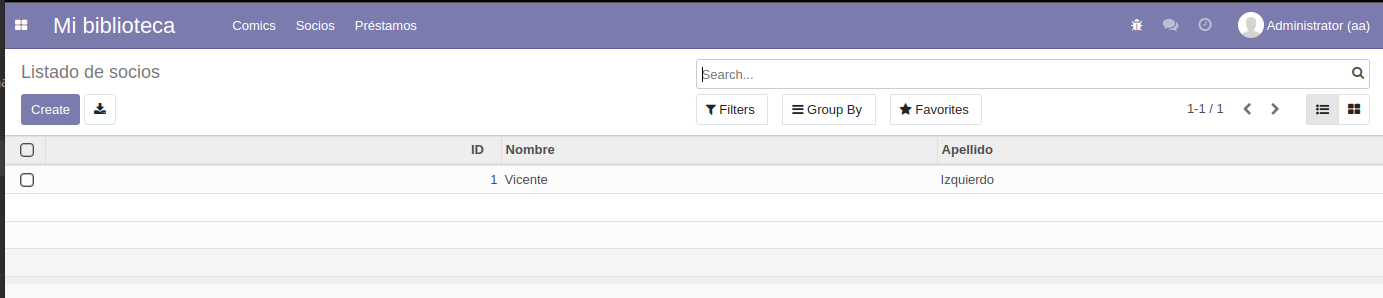 Mi biblioteca Comics Socios Préstamos Administrator (aa)
Listado de socios Search...
Create Filters Group By Favorites 1-1 / 1
ID Nombre Apellido
1 Vicente Izquierdo